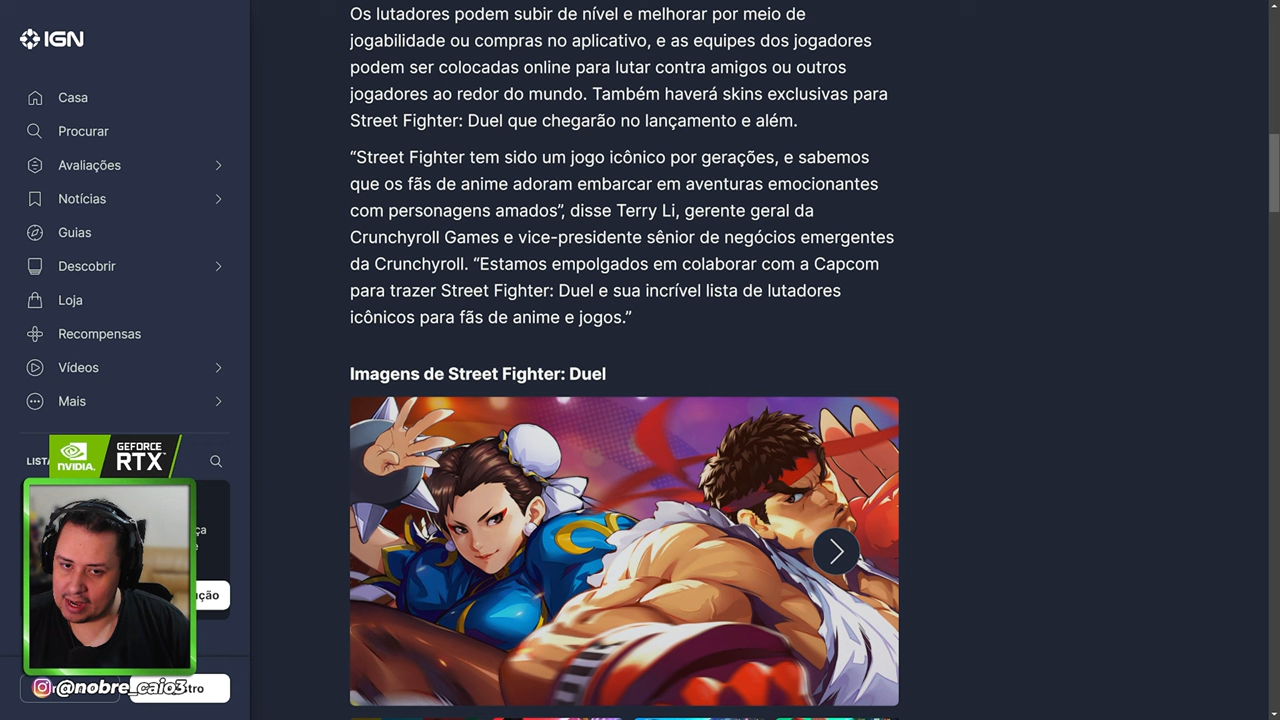 IGN
Casa
Procurar
Avaliações
Notícias
Guias
Descobrir
Loja
Recompensas
Vídeos
Mais
LIST
NVIDIA.
GEFORCE
RTX
ução
@nobre_caio3
Os lutadores podem subir de nível e melhorar por meio de
jogabilidade ou compras no aplicativo, e as equipes dos jogadores
podem ser colocadas online para lutar contra amigos ou outros
jogadores ao redor do mundo. Também haverá skins exclusivas para
Street Fighter: Duel que chegarão no lançamento e além.
“Street Fighter tem sido um jogo icônico por gerações, e sabemos
que os fãs de anime adoram embarcar em aventuras emocionantes
com personagens amados”, disse Terry Li, gerente geral da
Crunchyroll Games e vice-presidente sênior de negócios emergentes
da Crunchyroll. “Estamos empolgados em colaborar com a Capcom
para trazer Street Fighter: Duel e sua incrível lista de lutadores
icônicos para fãs de anime e jogos.”
Imagens de Street Fighter: Duel